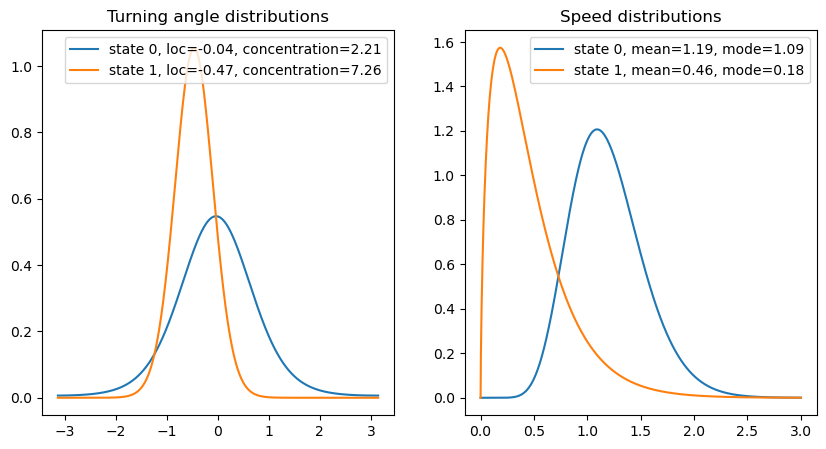 Turning angle distributions
state 0, loc=-0.04, concentration=2.21
state 1, loc=-0.47, concentration=7.26
1.0
0.8
0.6
0.4
0.2
0.0
−3 −2 −1 0 1 2 3
Speed distributions
state 0, mean=1.19, mode=1.09
state 1, mean=0.46, mode=0.18
1.6
1.4
1.2
1.0
0.8
0.6
0.4
0.2
0.0
0.0 0.5 1.0 1.5 2.0 2.5 3.0